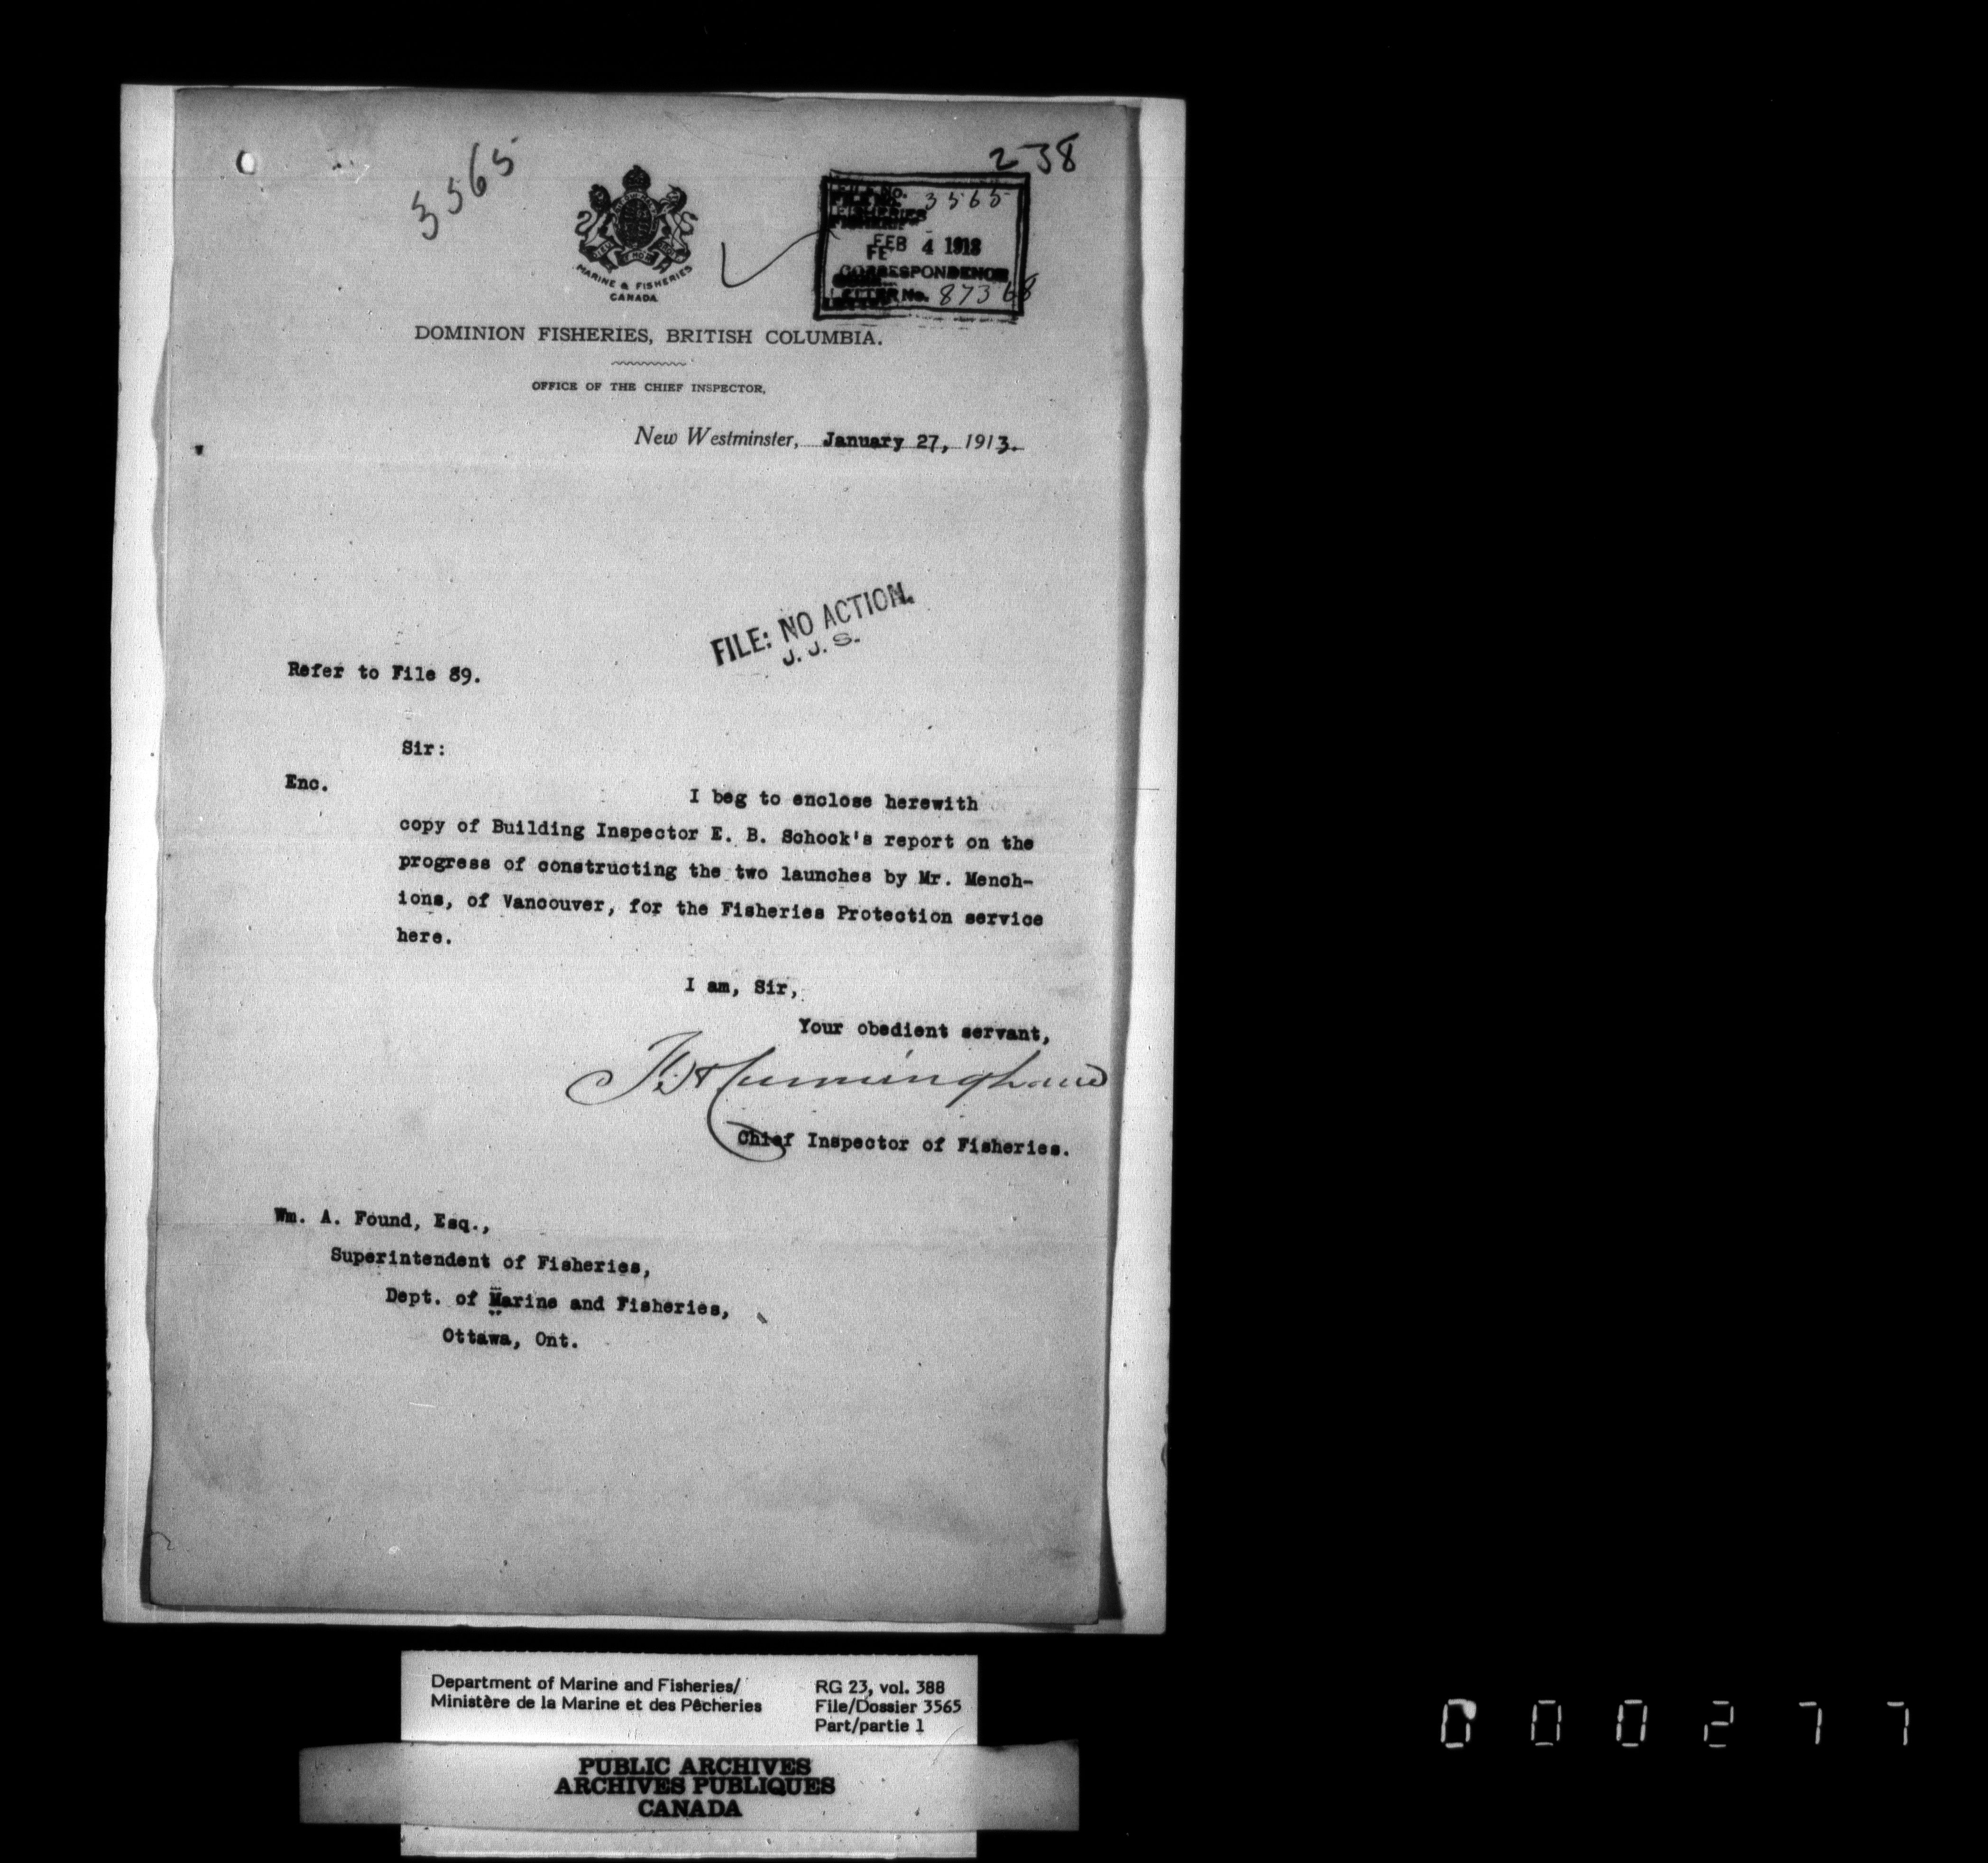 238
3565
MARINE & FISHERIES
CANADA
FILE No. 3565
FISHERIES
FEB 4 1913
CORRESPONDENCE
LETTER No. 87368
DOMINION FISHERIES, BRITISH COLUMBIA.
OFFICE OF THE CHIEF INSPECTOR,
New Westminster, January 27, 1913.
FILE: NO ACTION.
J. J. S.
Refer to File 89.
Sir:
Enc.
I beg to enclose herewith
copy of Building Inspector E. B. Schock's report on the
progress of constructing the two launches by Mr. Mench-
ions, of Vancouver, for the Fisheries Protection service
here.
I am, Sir,
Your obedient servant,
Cunningham
Chief Inspector of Fisheries.
Wm. A. Found, Esq.,
Superintendent of Fisheries,
Dept. of Marine and Fisheries,
Ottawa, Ont.
Department of Marine and Fisheries/
Ministère de la Marine et des Pêcheries
RG 23, vol. 388
File/Dossier 3565
Part/partie 1
PUBLIC ARCHIVES
ARCHIVES PUBLIQUES
CANADA
000277